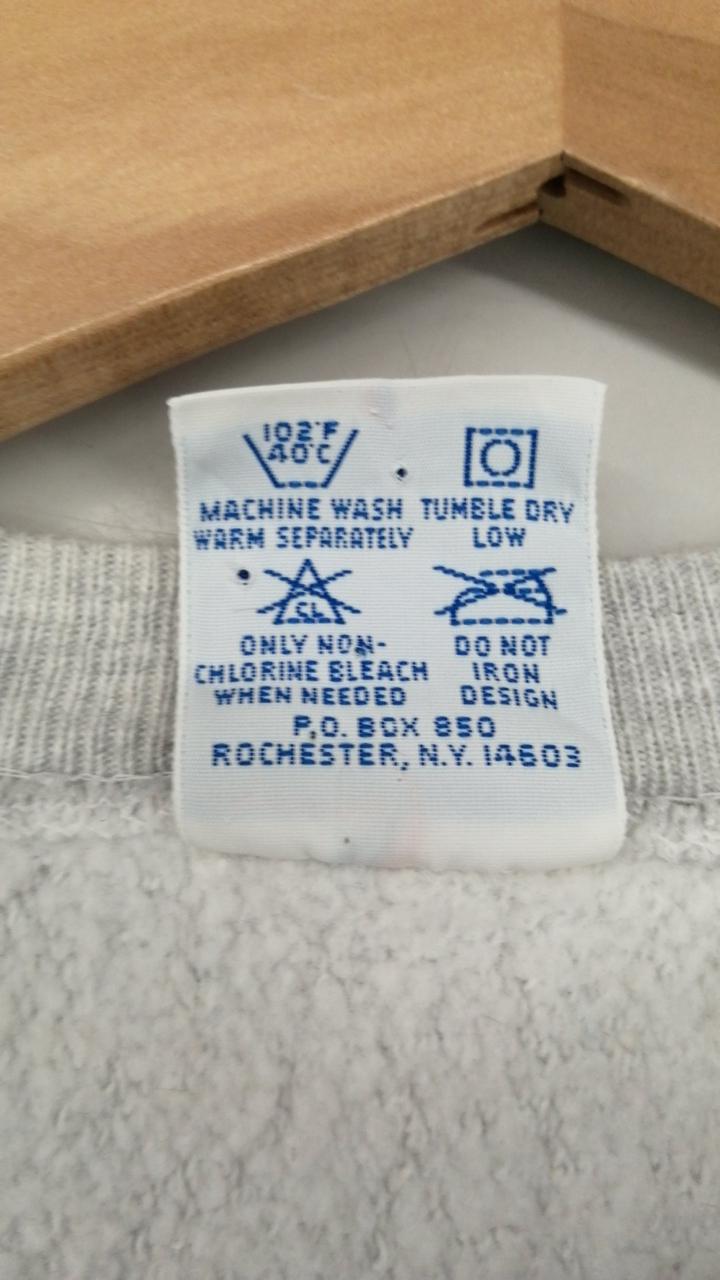 102°F
40°C
MACHINE WASH
WARM SEPARATELY
TUMBLE DRY
LOW
CL
ONLY NON-
CHLORINE BLEACH
WHEN NEEDED
DO NOT
IRON
DESIGN
P.O. BOX 850
ROCHESTER, N.Y. 14603